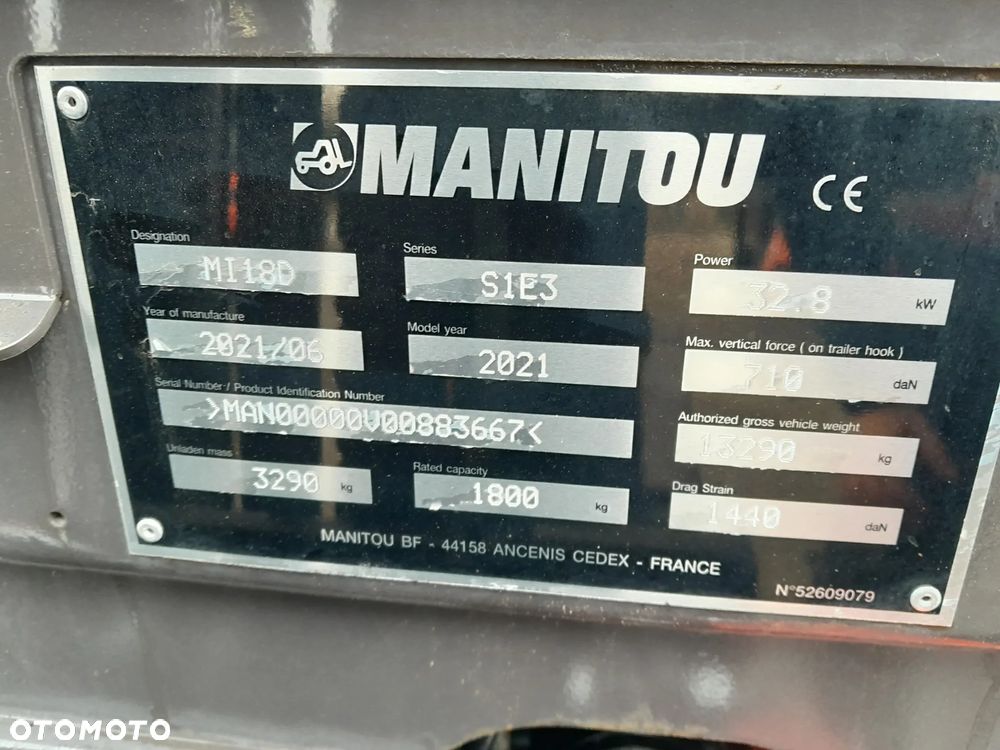 MANITOU CE
Designation
MI18D
Series
S1E3
Power
32.8 kW
Year of manufacture
2021/06
Model year
2021
Max. vertical force ( on trailer hook )
710 daN
Serial Number / Product Identification Number
>MAN00000V00883667<
Authorized gross vehicle weight
13290 kg
Unladen mass
3290 kg
Rated capacity
1800 kg
Drag Strain
1440 daN
MANITOU BF - 44158 ANCENIS CEDEX - FRANCE
N°52609079
OTOMOTO